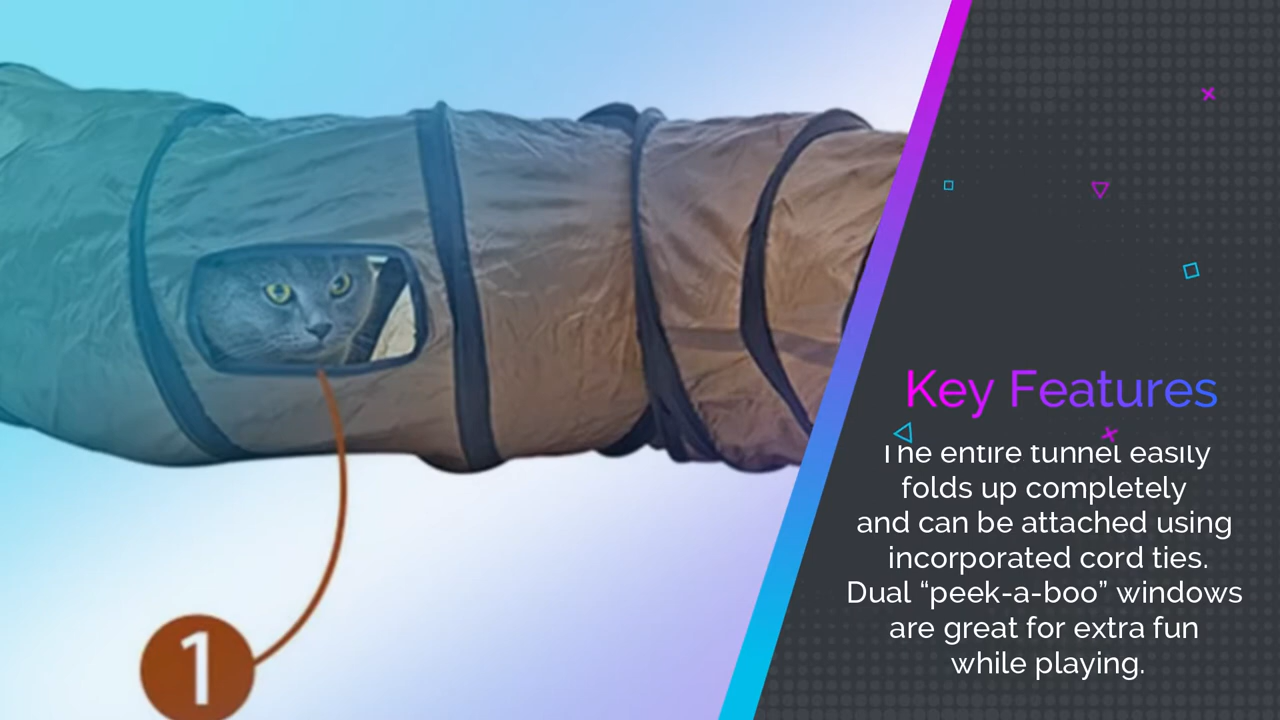 Key Features
The entire tunnel easily
folds up completely
and can be attached using
incorporated cord ties.
Dual “peek-a-boo” windows
are great for extra fun
while playing.
1